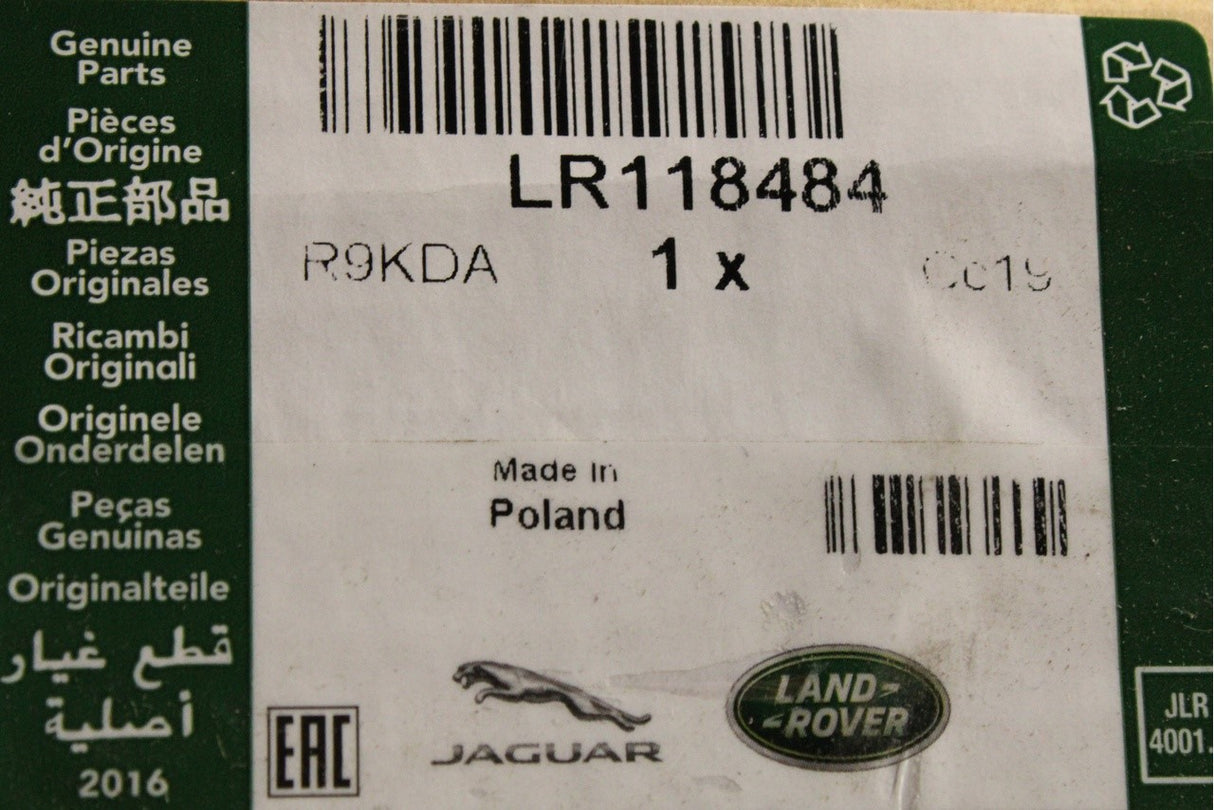 Genuine
Parts
Pièces
d'Origine
純正部品
Piezas
Originales
Ricambi
Originali
Originele
Onderdelen
Peças
Genuinas
Originalteile
قطع غيار
أصلية
2016
LR118484
R9KDA
1 x
Made In
Poland
EAC
JAGUAR
LAND-
-ROVER
JLR
4001.